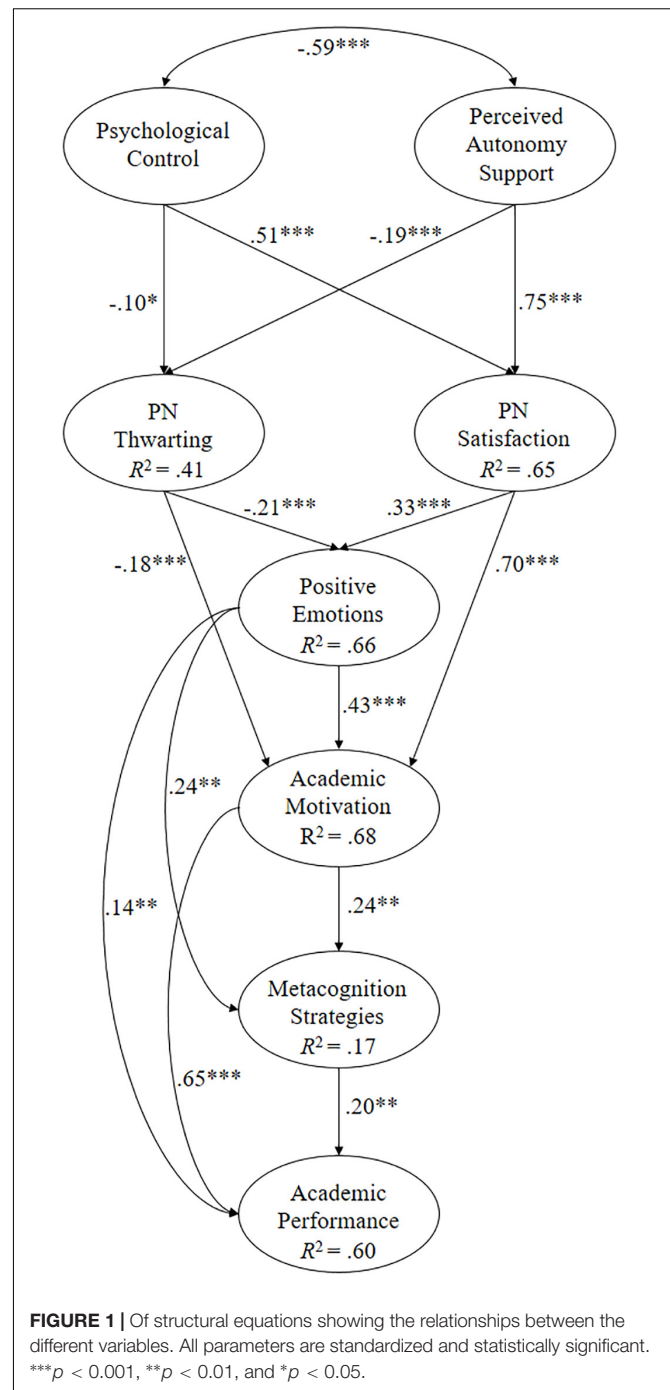 -.59***
Psychological
Control
Perceived
Autonomy
Support
.51***
-.19***
-.10*
.75***
PN
Thwarting
R² = .41
PN
Satisfaction
R² = .65
-.21***
.33***
-.18***
.70***
Positive
Emotions
R² = .66
.43***
.24**
Academic
Motivation
R² = .68
.14**
.24**
Metacognition
Strategies
R² = .17
.65***
.20**
Academic
Performance
R² = .60
FIGURE 1 | Of structural equations showing the relationships between the
different variables. All parameters are standardized and statistically significant.
***p < 0.001, **p < 0.01, and *p < 0.05.